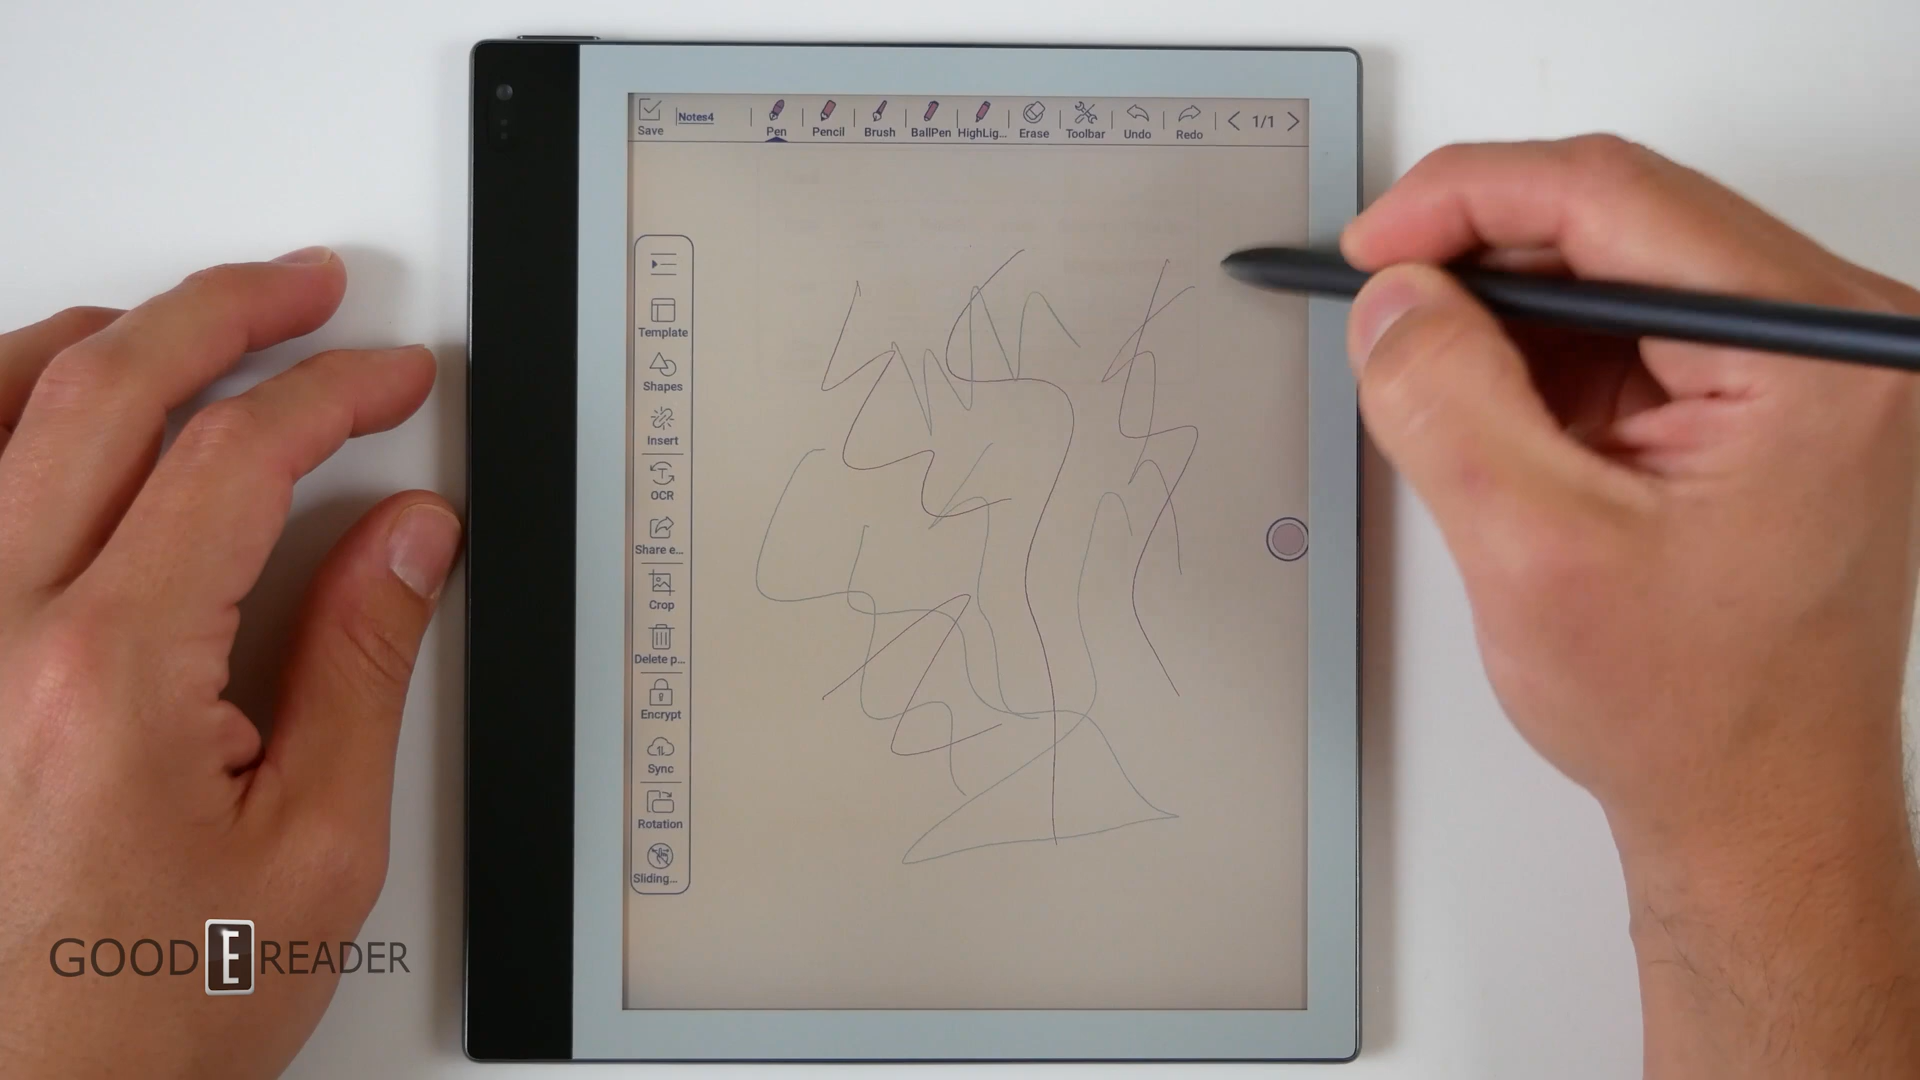 Save
Notes4
Pen
Pencil
Brush
BallPen
HighLig...
Erase
Toolbar
Undo
Redo
1/1
Template
Shapes
Insert
OCR
Share e...
Crop
Delete p...
Encrypt
Sync
Rotation
Sliding...
GOOD E READER